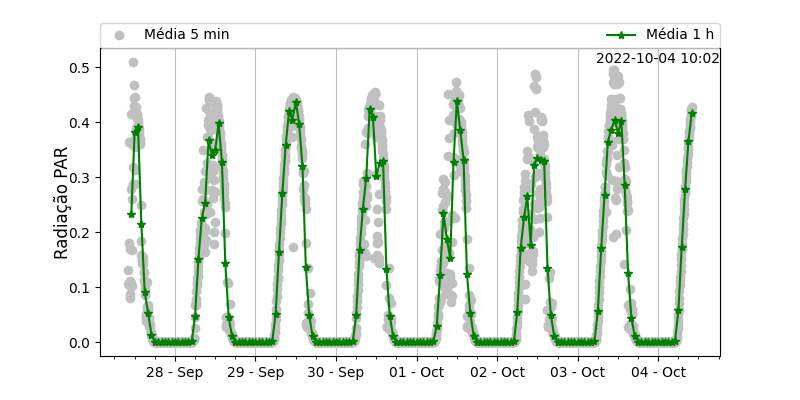 Média 5 min
Média 1 h
2022-10-04 10:02
Radiação PAR
0.5
0.4
0.3
0.2
0.1
0.0
28 - Sep
29 - Sep
30 - Sep
01 - Oct
02 - Oct
03 - Oct
04 - Oct